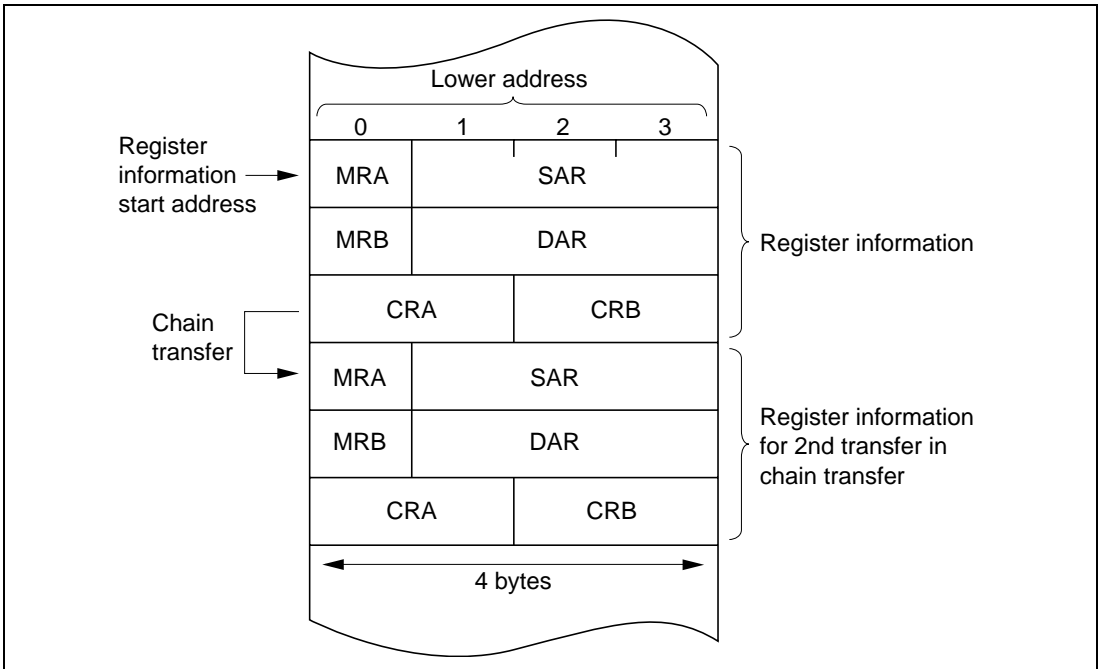 Lower address
0 1 2 3
Register
information
start address
MRA SAR
MRB DAR
Register information
CRA CRB
Chain
transfer
MRA SAR
MRB DAR
Register information
for 2nd transfer in
chain transfer
CRA CRB
4 bytes